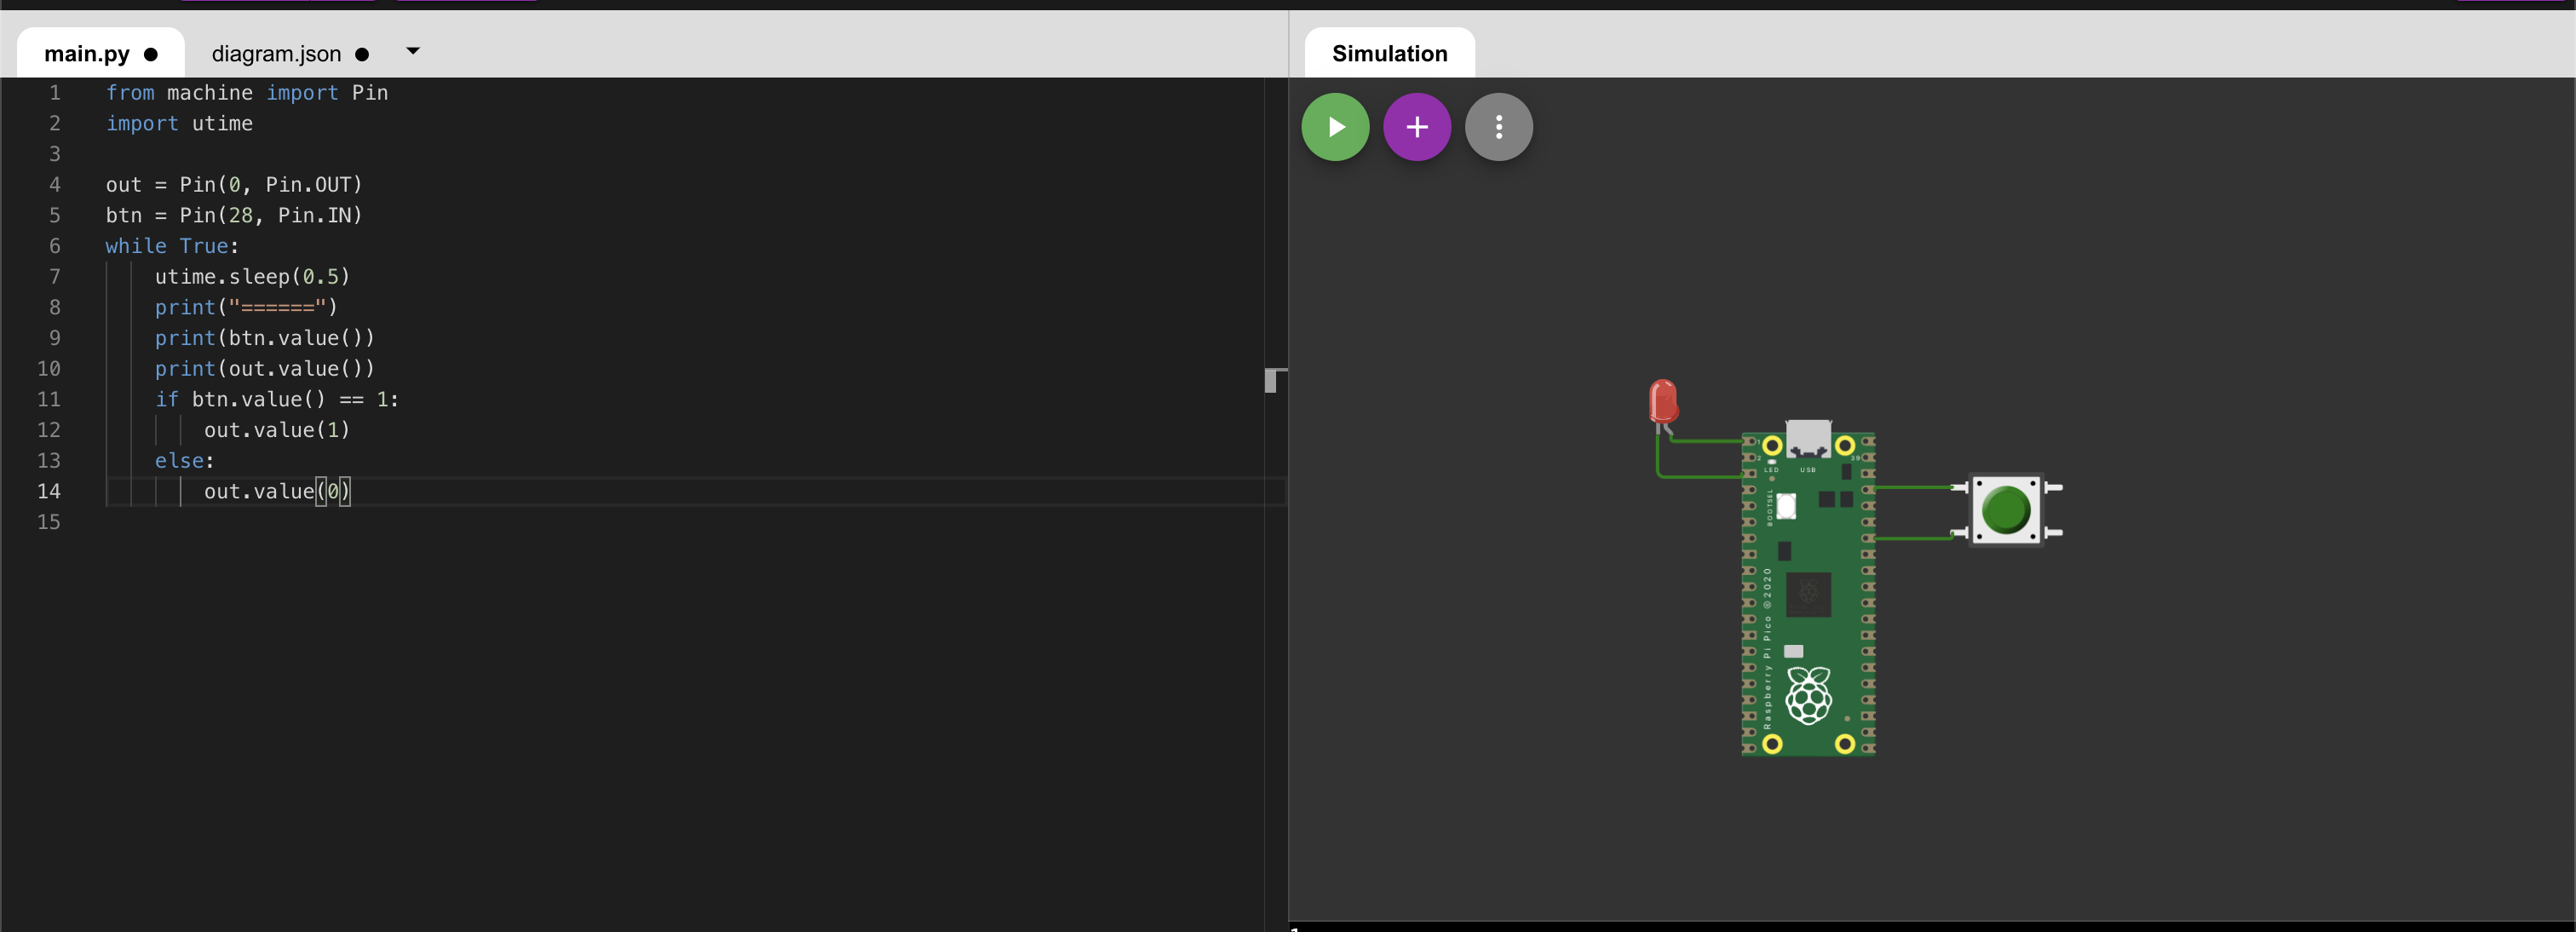 main.py
diagram.json
Simulation
1 from machine import Pin
2 import utime
3
4 out = Pin(0, Pin.OUT)
5 btn = Pin(28, Pin.IN)
6 while True:
7 utime.sleep(0.5)
8 print("======")
9 print(btn.value())
10 print(out.value())
11 if btn.value() == 1:
12 out.value(1)
13 else:
14 out.value(0)
15
1
2
39
LED
USB
BOOTSEL
Raspberry Pi Pico ©2020